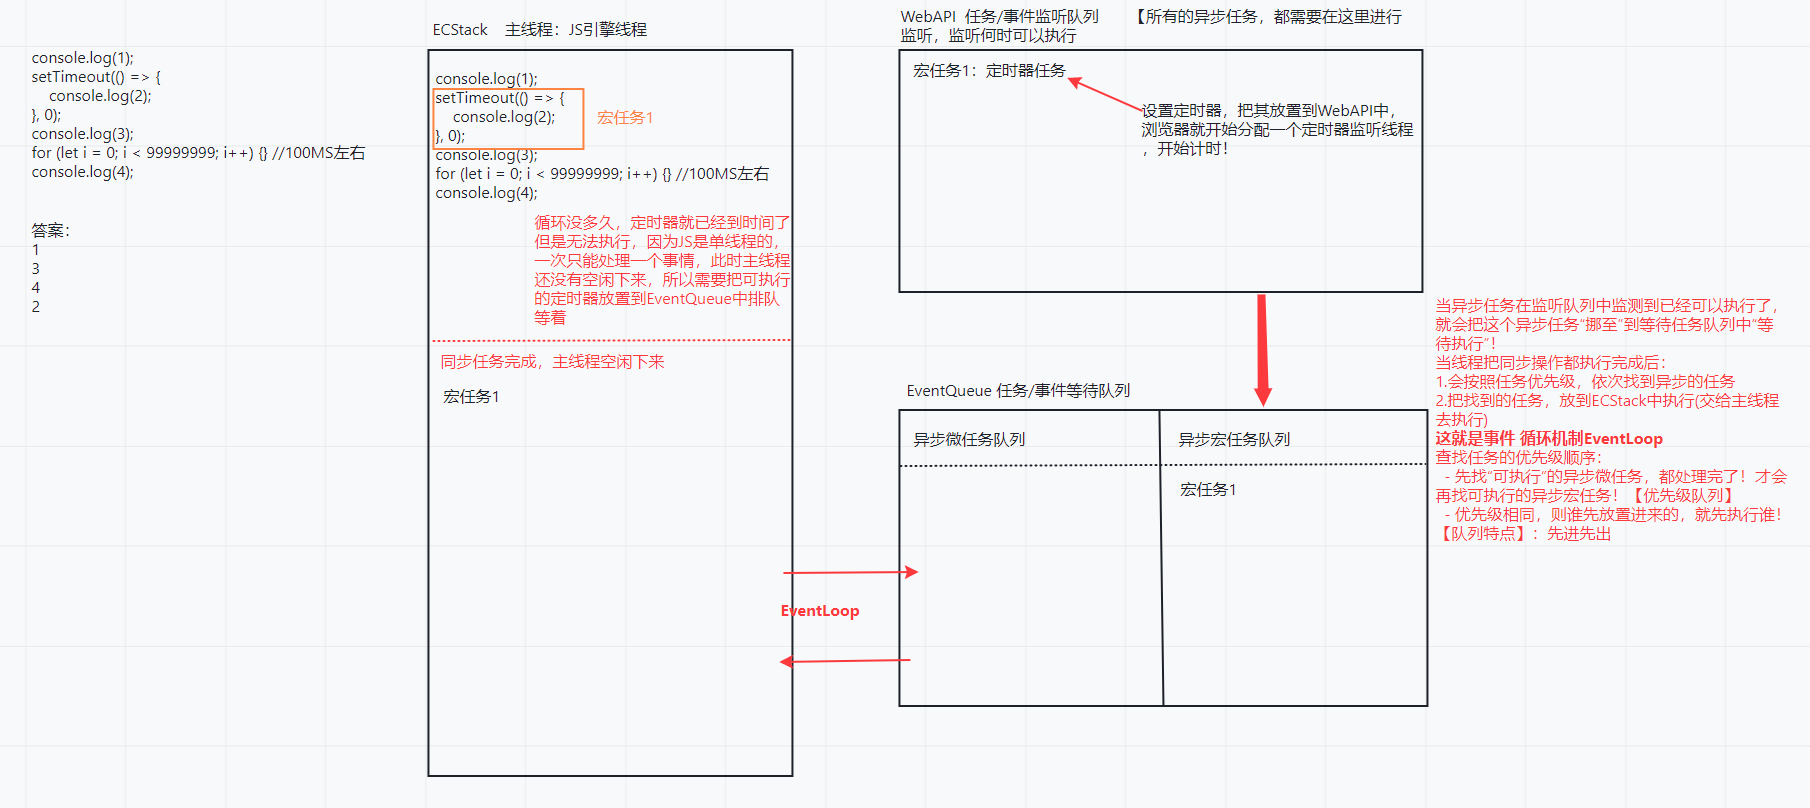 console.log(1);
setTimeout(() => {
console.log(2);
}, 0);
console.log(3);
for (let i = 0; i < 99999999; i++) {} //100MS左右
console.log(4);
答案：
1
3
4
2
ECStack 主线程：JS引擎线程
console.log(1);
setTimeout(() => {
console.log(2);
}, 0);
宏任务1
console.log(3);
for (let i = 0; i < 99999999; i++) {} //100MS左右
console.log(4);
循环没多久，定时器就已经到时间了
但是无法执行，因为JS是单线程的，
一次只能处理一个事情，此时主线程
还没有空闲下来，所以需要把可执行
的定时器放置到EventQueue中排队
等着
同步任务完成，主线程空闲下来
宏任务1
WebAPI 任务/事件监听队列 【所有的异步任务，都需要在这里进行
监听，监听何时可以执行
宏任务1：定时器任务
设置定时器，把其放置到WebAPI中，
浏览器就开始分配一个定时器监听线程
，开始计时！
EventQueue 任务/事件等待队列
异步微任务队列
异步宏任务队列
宏任务1
EventLoop
当异步任务在监听队列中监测到已经可以执行了，
就会把这个异步任务“挪至”到等待任务队列中“等
待执行”！
当线程把同步操作都执行完成后：
1.会按照任务优先级，依次找到异步的任务
2.把找到的任务，放到ECStack中执行(交给主线程
去执行)
这就是事件 循环机制EventLoop
查找任务的优先级顺序：
- 先找“可执行”的异步微任务，都处理完了！才会
再找可执行的异步宏任务！【优先级队列】
- 优先级相同，则谁先放置进来的，就先执行谁！
【队列特点】：先进先出